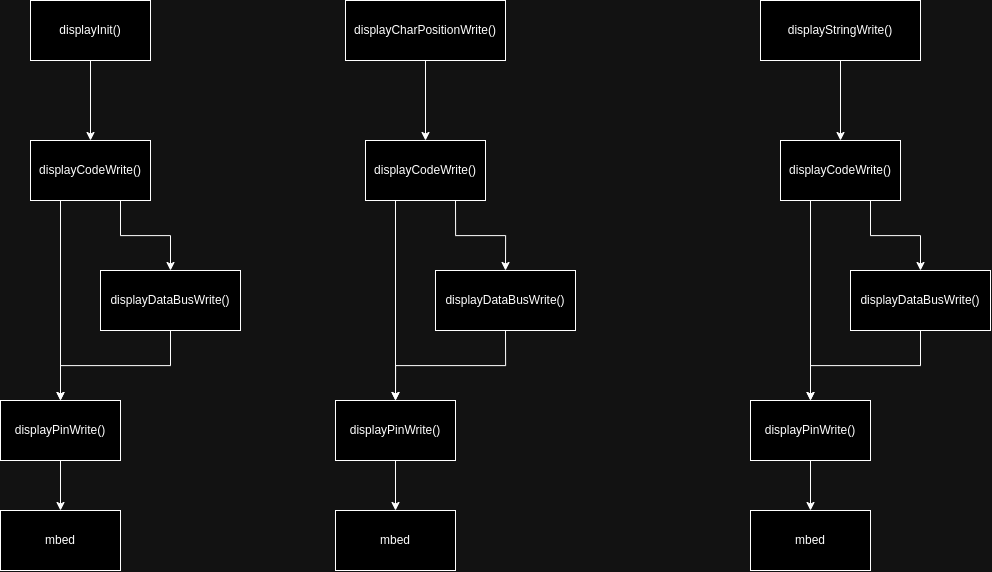 displayInit()
displayCharPositionWrite()
displayStringWrite()
displayCodeWrite()
displayCodeWrite()
displayCodeWrite()
displayDataBusWrite()
displayDataBusWrite()
displayDataBusWrite()
displayPinWrite()
displayPinWrite()
displayPinWrite()
mbed
mbed
mbed